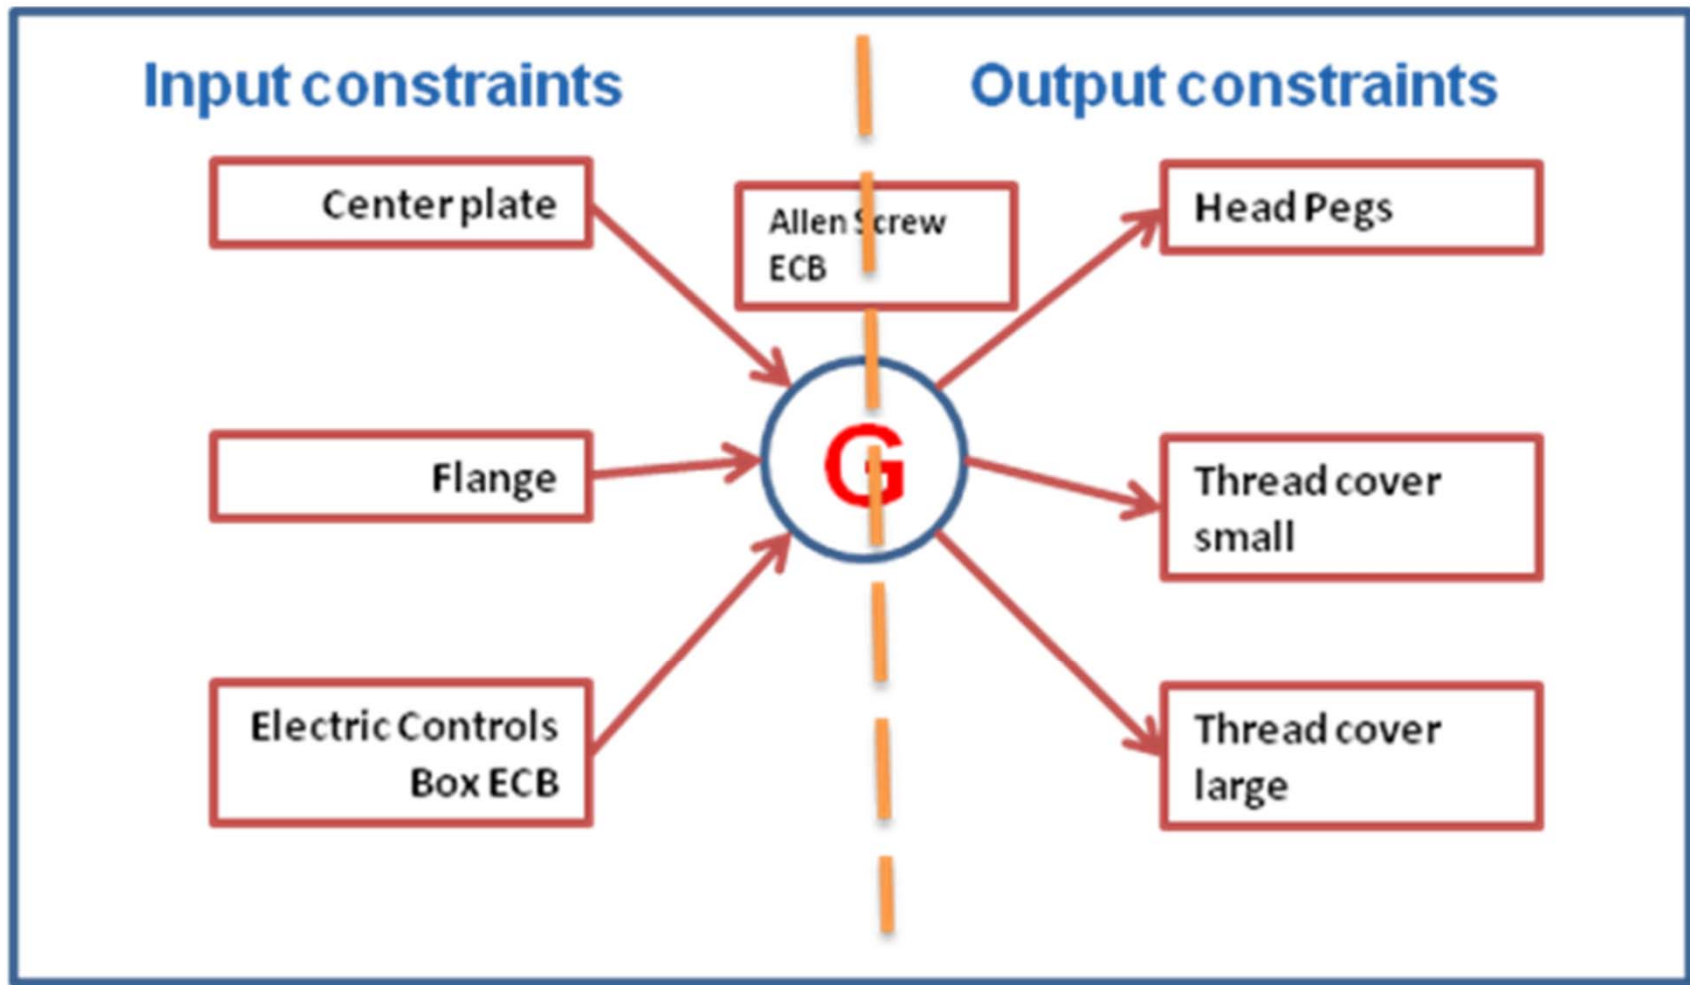 Input constraints
Output constraints
Center plate
Allen Screw
ECB
Head Pegs
G
Flange
Thread cover
small
Electric Controls
Box ECB
Thread cover
large